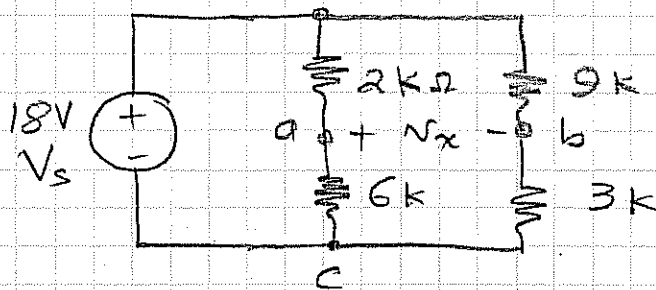 2kΩ 9k
18V
+ a + Vx - b
Vs
-
6k 3k
c